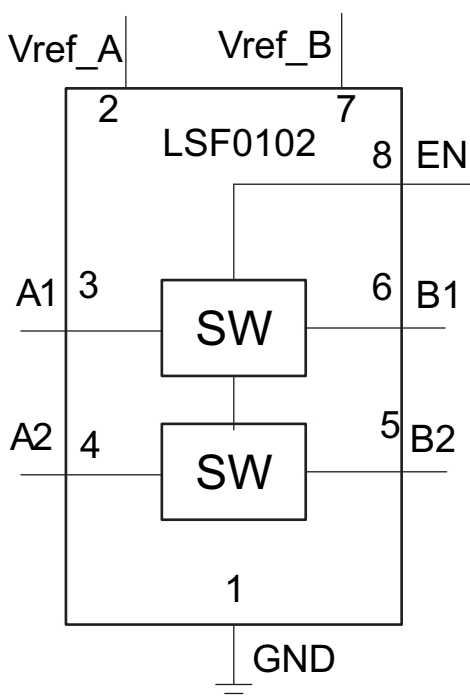 Vref_A
Vref_B
2
7
LSF0102
8
EN
A1
3
6
B1
SW
A2
4
5
B2
SW
1
GND